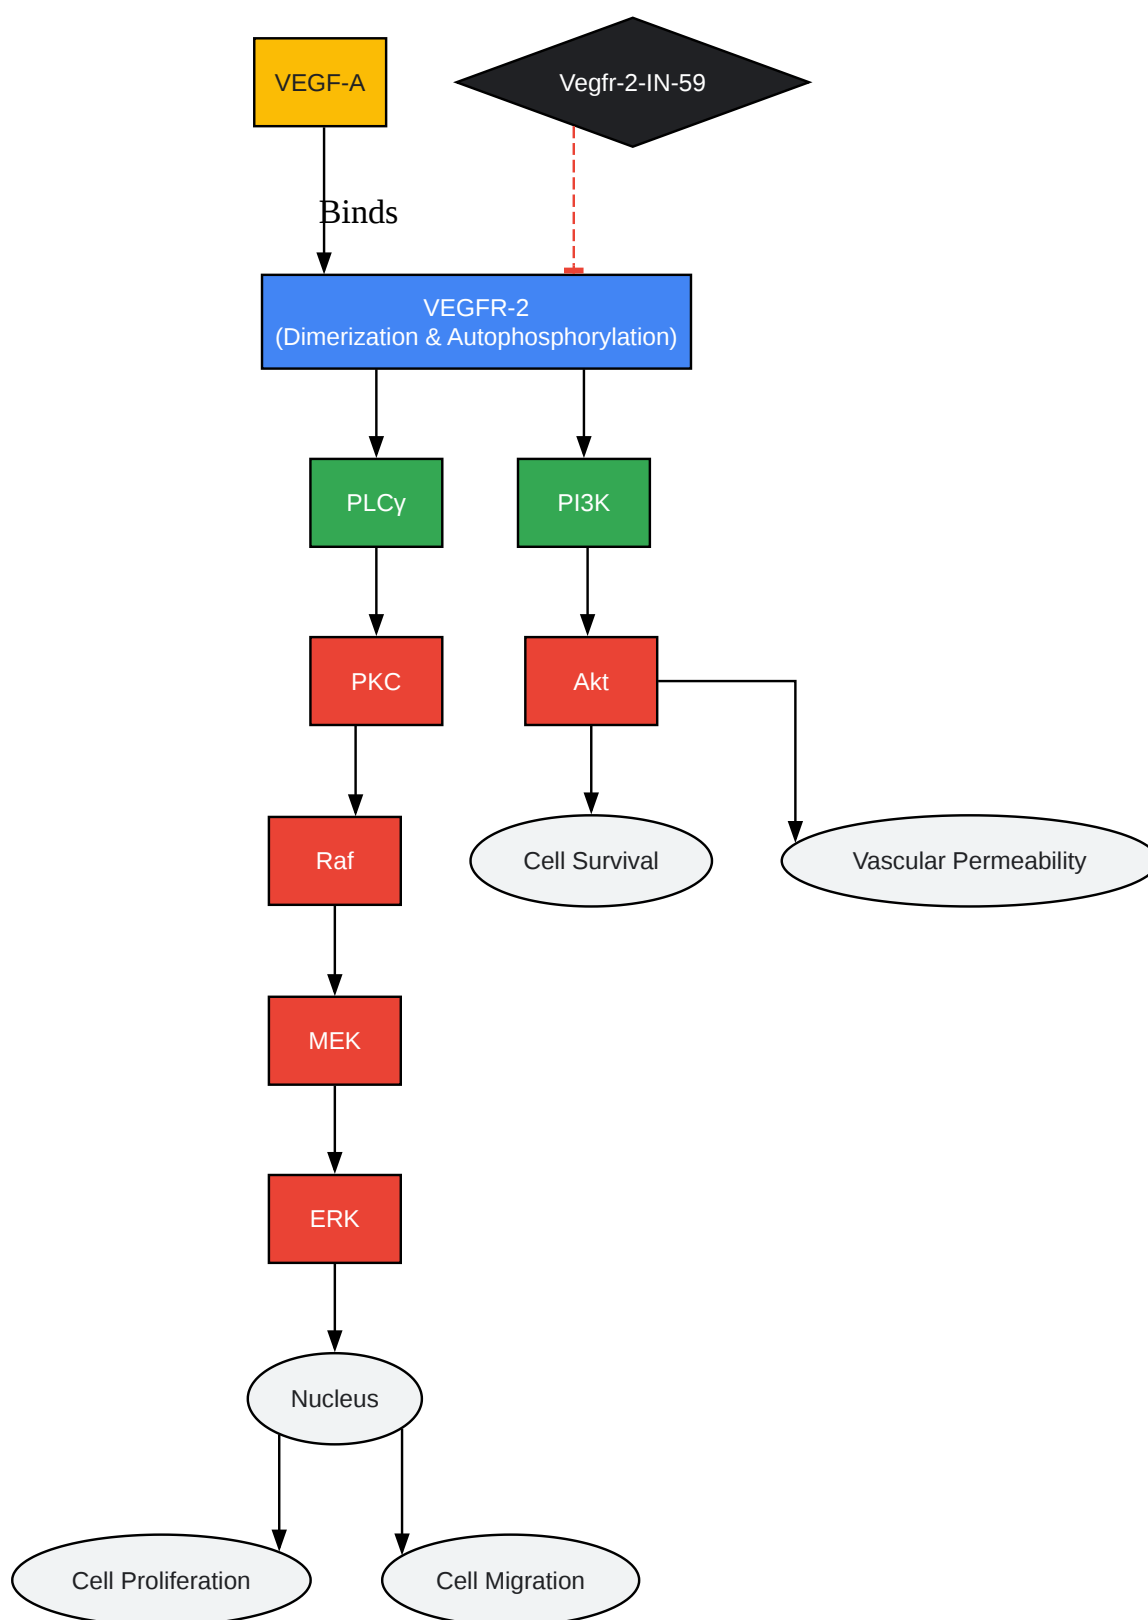 VEGF-A
Vegfr-2-IN-59
Binds
VEGFR-2
(Dimerization & Autophosphorylation)
PLCγ
PI3K
PKC
Akt
Raf
Cell Survival
Vascular Permeability
MEK
ERK
Nucleus
Cell Proliferation
Cell Migration